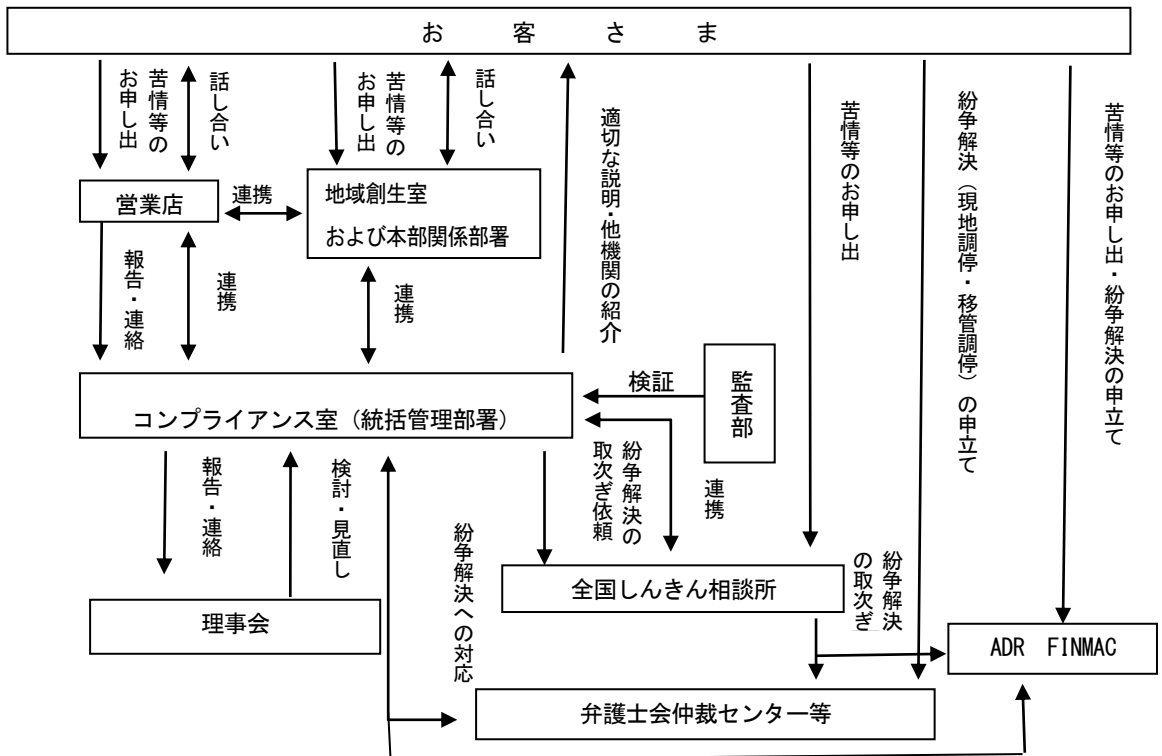 お客さま
苦情等の
お申し出
話し合い
苦情等の
お申し出
話し合い
適切な説明・他機関の紹介
苦情等のお申し出
紛争解決（現地調停・移管調停）の申立て
苦情等のお申し出・紛争解決の申立て
営業店
連携
地域創生室
および本部関係部署
報告・連絡
連携
連携
コンプライアンス室（統括管理部署）
検証
監査部
報告・連絡
検討・見直し
紛争解決への対応
紛争解決の
取次ぎ依頼
連携
全国しんきん相談所
紛争解決
の取次ぎ
理事会
ADR FINMAC
弁護士会仲裁センター等